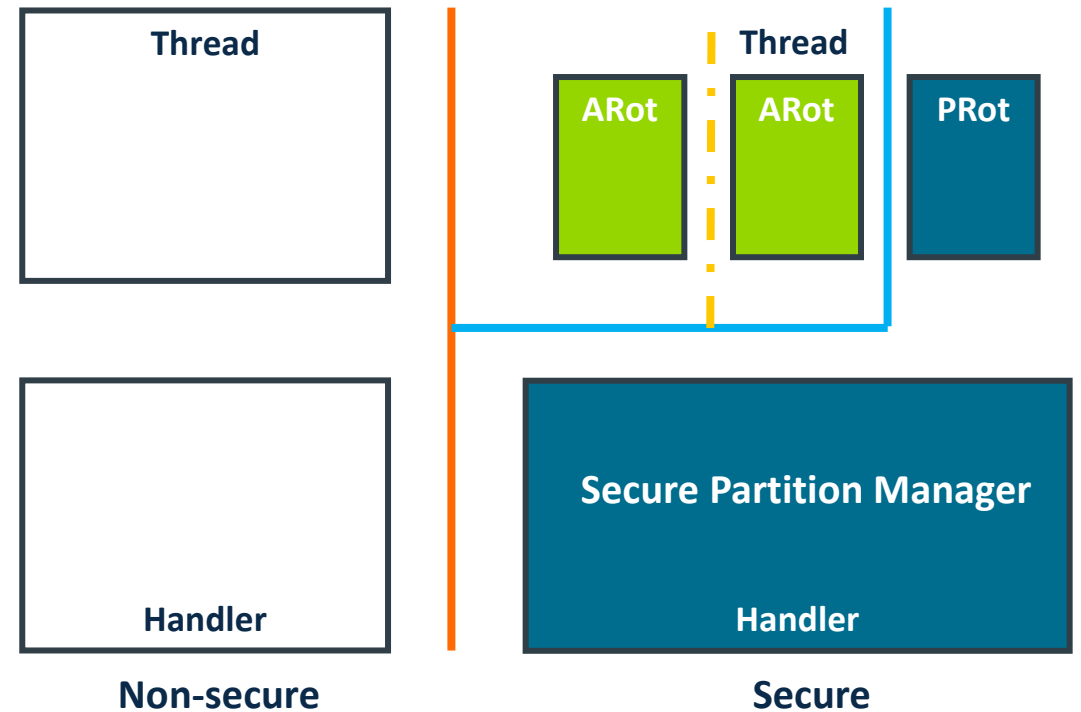 Thread
Thread
ARot
ARot
PRot
Handler
Secure Partition Manager
Handler
Non-secure
Secure